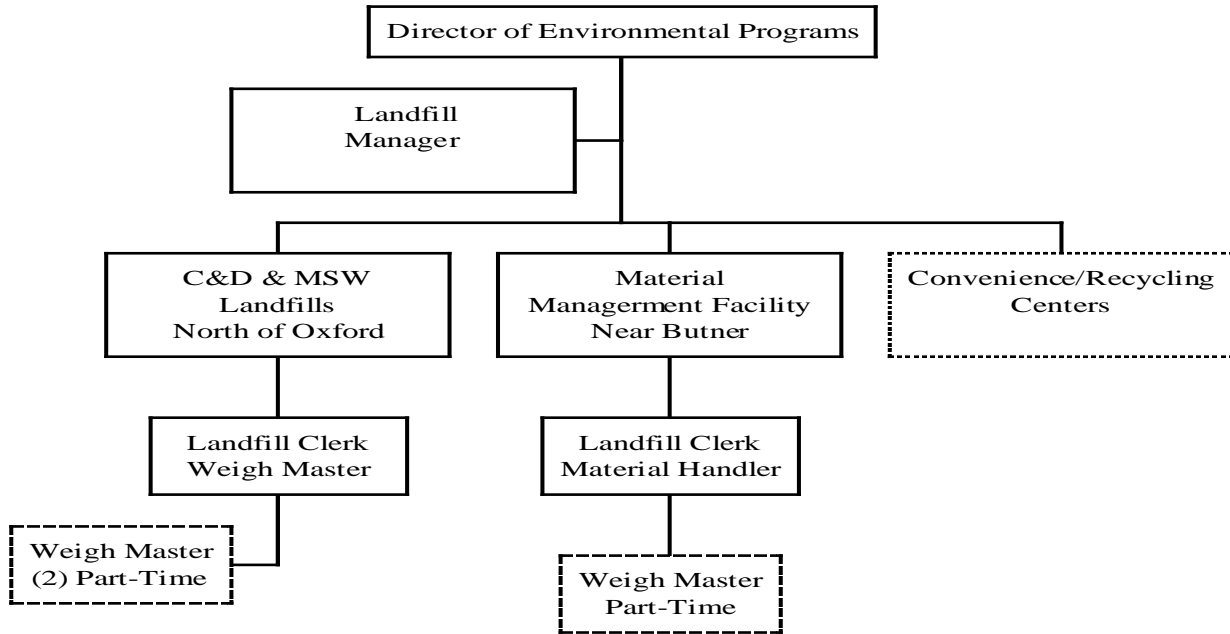 Director of Environmental Programs
Landfill
Manager
C&D & MSW
Landfills
North of Oxford
Material
Managerment Facility
Near Butner
Convenience/Recycling
Centers
Landfill Clerk
Weigh Master
Landfill Clerk
Material Handler
Weigh Master
(2) Part-Time
Weigh Master
Part-Time